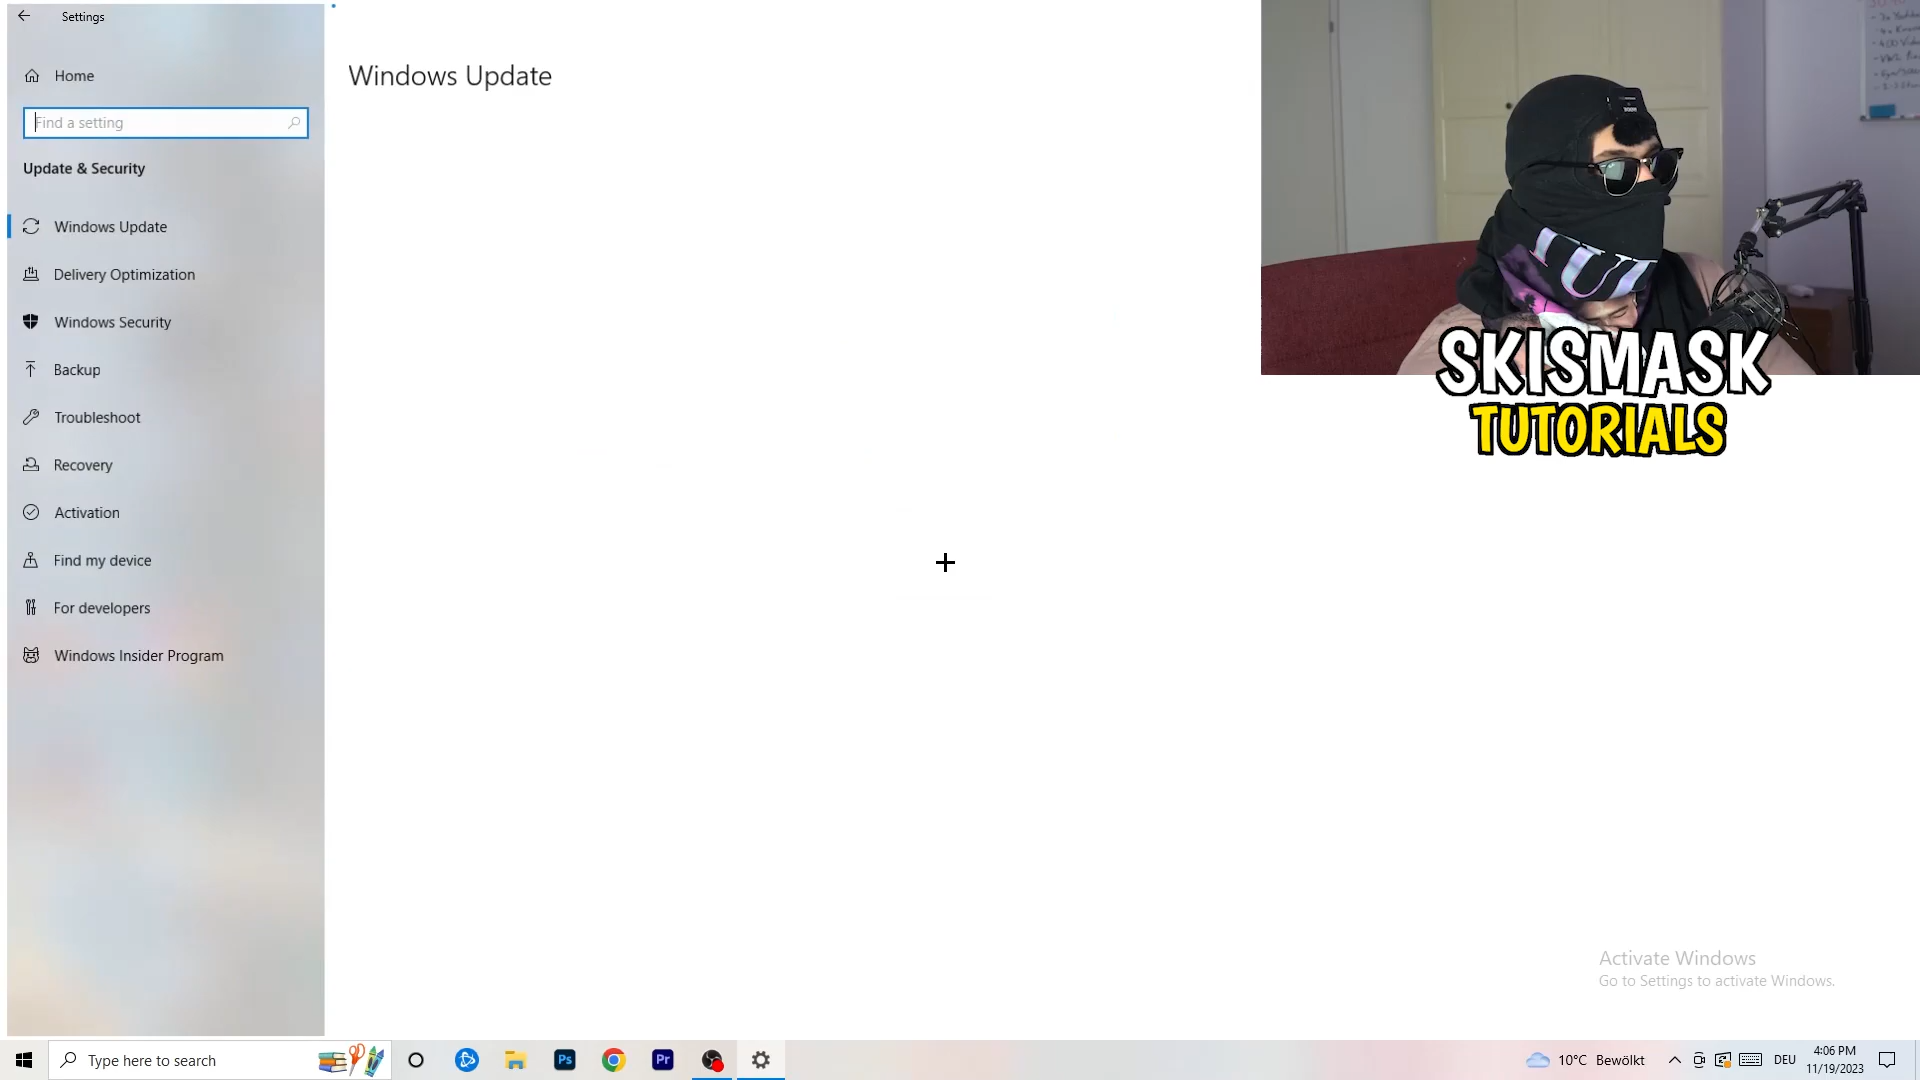 Settings
Home
Find a setting
Update & Security
Windows Update
Delivery Optimization
Windows Security
Backup
Troubleshoot
Recovery
Activation
Find my device
For developers
Windows Insider Program
Windows Update
SKISMASK
TUTORIALS
Activate Windows
Go to Settings to activate Windows.
Type here to search
Ps
Pr
10°C Bewölkt
DEU
4:06 PM
11/19/2023